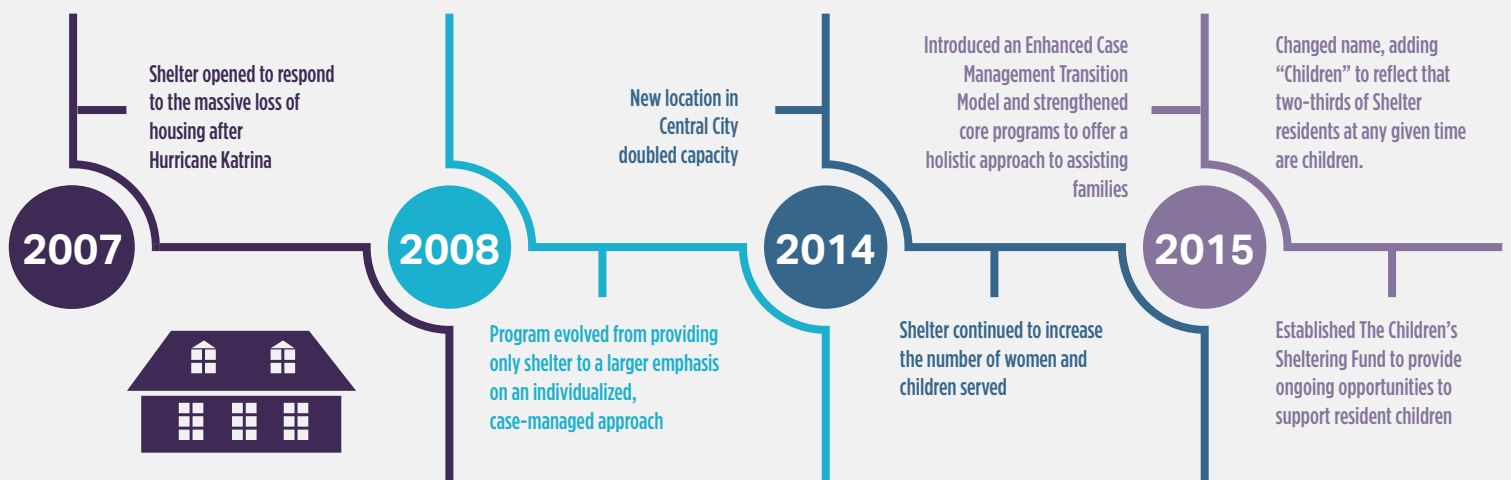 2007
Shelter opened to respond
to the massive loss of
housing after
Hurricane Katrina
2008
Program evolved from providing
only shelter to a larger emphasis
on an individualized,
case-managed approach
2014
New location in
Central City
doubled capacity
Shelter continued to increase
the number of women and
children served
2015
Introduced an Enhanced Case
Management Transition
Model and strengthened
core programs to offer a
holistic approach to assisting
families
Changed name, adding
“Children” to reflect that
two-thirds of Shelter
residents at any given time
are children.
Established The Children’s
Sheltering Fund to provide
ongoing opportunities to
support resident children